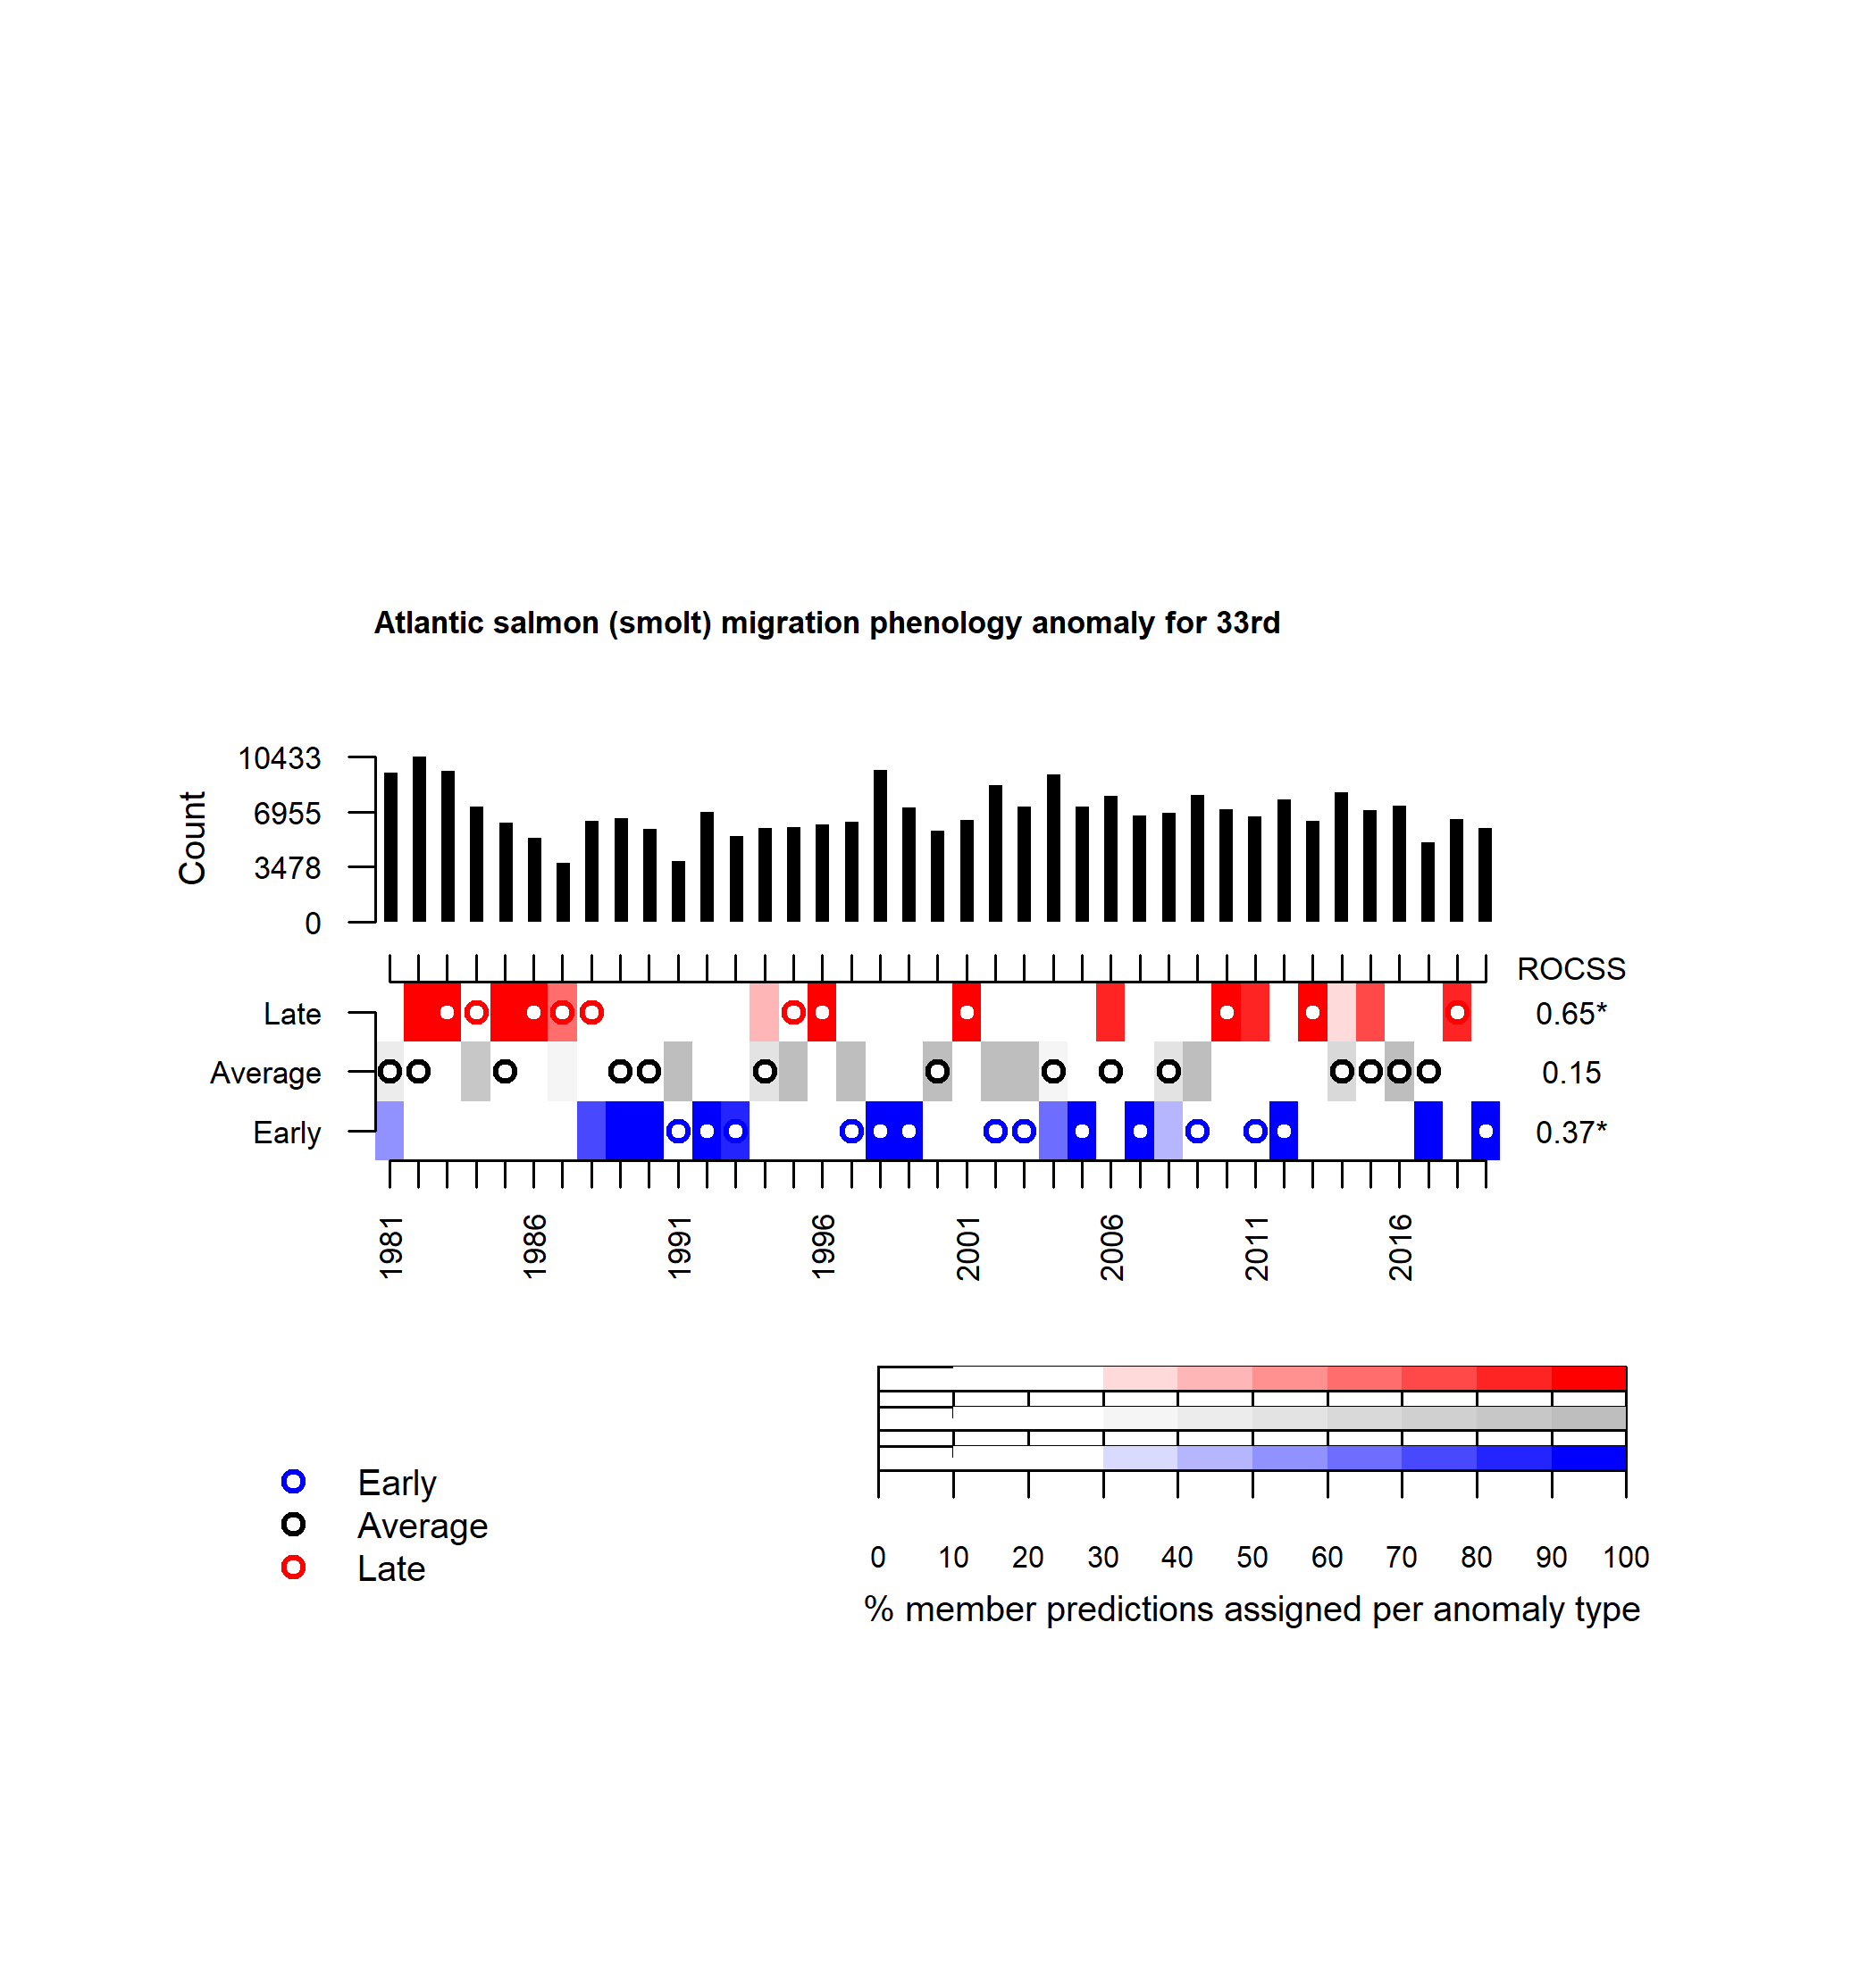 Atlantic salmon (smolt) migration phenology anomaly for 33rd
Count
10433
6955
3478
0
ROCSS
Late 0.65*
Average 0.15
Early 0.37*
1981 1986 1991 1996 2001 2006 2011 2016
Early
Average
Late
0 10 20 30 40 50 60 70 80 90 100
% member predictions assigned per anomaly type